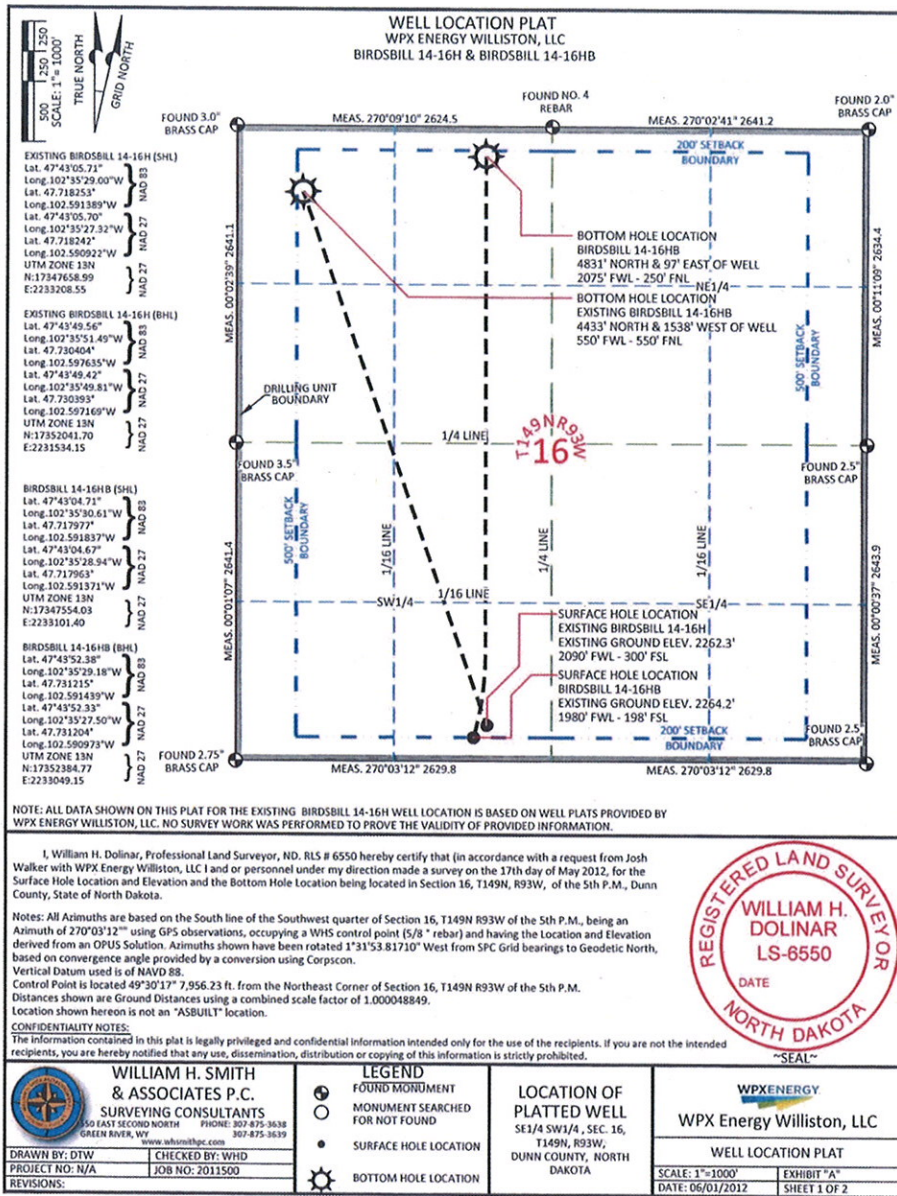 WELL LOCATION PLAT
WPX ENERGY WILLISTON, LLC
BIRDSBILL 14-16H & BIRDSBILL 14-16HB
500 250 250
SCALE: 1"= 1000'
TRUE NORTH
GRID NORTH
FOUND 3.0"
BRASS CAP
MEAS. 270°09'10" 2624.5
FOUND NO. 4
REBAR
MEAS. 270°02'41" 2641.2
FOUND 2.0"
BRASS CAP
200' SETBACK
BOUNDARY
EXISTING BIRDSBILL 14-16H (SHL)
Lat. 47°43'05.71"
Long.102°35'29.00"W
Lat. 47.718253°
Long.102.591389°W
NAD 83
Lat. 47°43'05.70"
Long.102°35'27.32"W
Lat. 47.718242°
Long.102.590922°W
NAD 27
UTM ZONE 13N
N:17347658.99
E:2233208.55
NAD 27
EXISTING BIRDSBILL 14-16H (BHL)
Lat. 47°43'49.56"
Long.102°35'51.49"W
Lat. 47.730404°
Long.102.597635°W
NAD 83
Lat. 47°43'49.42"
Long.102°35'49.81"W
Lat. 47.730393°
Long.102.597169°W
NAD 27
UTM ZONE 13N
N:17352041.70
E:2231534.15
NAD 27
BIRDSBILL 14-16HB (SHL)
Lat. 47°43'04.71"
Long.102°35'30.61"W
Lat. 47.717977°
Long.102.591837°W
NAD 83
Lat. 47°43'04.67"
Long.102°35'28.94"W
Lat. 47.717963°
Long.102.591371°W
NAD 27
UTM ZONE 13N
N:17347554.03
E:2233101.40
NAD 27
BIRDSBILL 14-16HB (BHL)
Lat. 47°43'52.38"
Long.102°35'29.18"W
Lat. 47.731215°
Long.102.591439°W
NAD 83
Lat. 47°43'52.33"
Long.102°35'27.50"W
Lat. 47.731204°
Long.102.590973°W
NAD 27
UTM ZONE 13N
N:17352384.77
E:2233049.15
NAD 27
MEAS. 00°02'39" 2641.1
MEAS. 00°11'09" 2634.4
BOTTOM HOLE LOCATION
BIRDSBILL 14-16HB
4831' NORTH & 97' EAST OF WELL
2075' FWL - 250' FNL
NE1/4
BOTTOM HOLE LOCATION
EXISTING BIRDSBILL 14-16HB
4433' NORTH & 1538' WEST OF WELL
550' FWL - 550' FNL
500' SETBACK
BOUNDARY
DRILLING UNIT
BOUNDARY
1/4 LINE
T149NR93W
16
FOUND 3.5"
BRASS CAP
FOUND 2.5"
BRASS CAP
500' SETBACK
BOUNDARY
1/16 LINE
1/4 LINE
1/16 LINE
MEAS. 00°01'07" 2641.4
MEAS. 00°00'37" 2643.9
SW1/4
1/16 LINE
SE1/4
SURFACE HOLE LOCATION
EXISTING BIRDSBILL 14-16H
EXISTING GROUND ELEV. 2262.3'
2090' FWL - 300' FSL
SURFACE HOLE LOCATION
BIRDSBILL 14-16HB
EXISTING GROUND ELEV. 2264.2'
1980' FWL - 198' FSL
200' SETBACK
BOUNDARY
FOUND 2.5"
BRASS CAP
FOUND 2.75"
BRASS CAP
MEAS. 270°03'12" 2629.8
MEAS. 270°03'12" 2629.8
NOTE: ALL DATA SHOWN ON THIS PLAT FOR THE EXISTING BIRDSBILL 14-16H WELL LOCATION IS BASED ON WELL PLATS PROVIDED BY
WPX ENERGY WILLISTON, LLC. NO SURVEY WORK WAS PERFORMED TO PROVE THE VALIDITY OF PROVIDED INFORMATION.
I, William H. Dolinar, Professional Land Surveyor, ND. RLS # 6550 hereby certify that (in accordance with a request from Josh
Walker with WPX Energy Williston, LLC I and or personnel under my direction made a survey on the 17th day of May 2012, for the
Surface Hole Location and Elevation and the Bottom Hole Location being located in Section 16, T149N, R93W, of the 5th P.M., Dunn
County, State of North Dakota.
Notes: All Azimuths are based on the South line of the Southwest quarter of Section 16, T149N R93W of the 5th P.M., being an
Azimuth of 270°03'12"" using GPS observations, occupying a WHS control point (5/8 " rebar) and having the Location and Elevation
derived from an OPUS Solution. Azimuths shown have been rotated 1°31'53.81710" West from SPC Grid bearings to Geodetic North,
based on convergence angle provided by a conversion using Corpscon.
Vertical Datum used is of NAVD 88.
Control Point is located 49°30'17" 7,956.23 ft. from the Northeast Corner of Section 16, T149N R93W of the 5th P.M.
Distances shown are Ground Distances using a combined scale factor of 1.000048849.
Location shown hereon is not an "ASBUILT" location.
CONFIDENTIALITY NOTES:
The information contained in this plat is legally privileged and confidential information intended only for the use of the recipients. If you are not the intended
recipients, you are hereby notified that any use, dissemination, distribution or copying of this information is strictly prohibited.
REGISTERED LAND SURVEYOR
WILLIAM H.
DOLINAR
LS-6550
DATE
NORTH DAKOTA
~SEAL~
WILLIAM H. SMITH
& ASSOCIATES P.C.
SURVEYING CONSULTANTS
550 EAST SECOND NORTH PHONE: 307-875-3638
GREEN RIVER, WY 307-875-3639
www.whsmithpc.com
DRAWN BY: DTW
CHECKED BY: WHD
PROJECT NO: N/A
JOB NO: 2011500
REVISIONS:
LEGEND
FOUND MONUMENT
MONUMENT SEARCHED
FOR NOT FOUND
SURFACE HOLE LOCATION
BOTTOM HOLE LOCATION
LOCATION OF
PLATTED WELL
SE1/4 SW1/4 , SEC. 16,
T149N, R93W,
DUNN COUNTY, NORTH
DAKOTA
WPXENERGY
WPX Energy Williston, LLC
WELL LOCATION PLAT
SCALE: 1"=1000'
EXHIBIT "A"
DATE: 06/01/2012
SHEET 1 OF 2